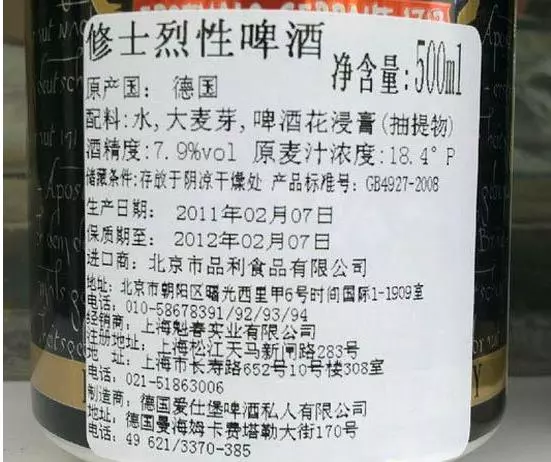 修士烈性啤酒
净含量:500ml
原产国: 德国
配料:水,大麦芽,啤酒花浸膏(抽提物)
酒精度:7.9%vol 原麦汁浓度:18.4°P
储藏条件:存放于阴凉干燥处 产品标准号: GB4927-2008
生产日期: 2011年02月07日
保质期至: 2012年02月07日
进口商: 北京市品利食品有限公司
地址: 北京市朝阳区曙光西里甲6号时间国际1-1909室
电话: 010-58678391/92/93/94
经销商: 上海魁春实业有限公司
注册地址: 上海松江天马新闸路283号
地 址: 上海市长寿路652号10号楼308室
电话: 021-51863006
制造商: 德国爱仕堡啤酒私人有限公司
地址: 德国曼海姆卡费塔勒大街170号
电话: 49 621/3370-385